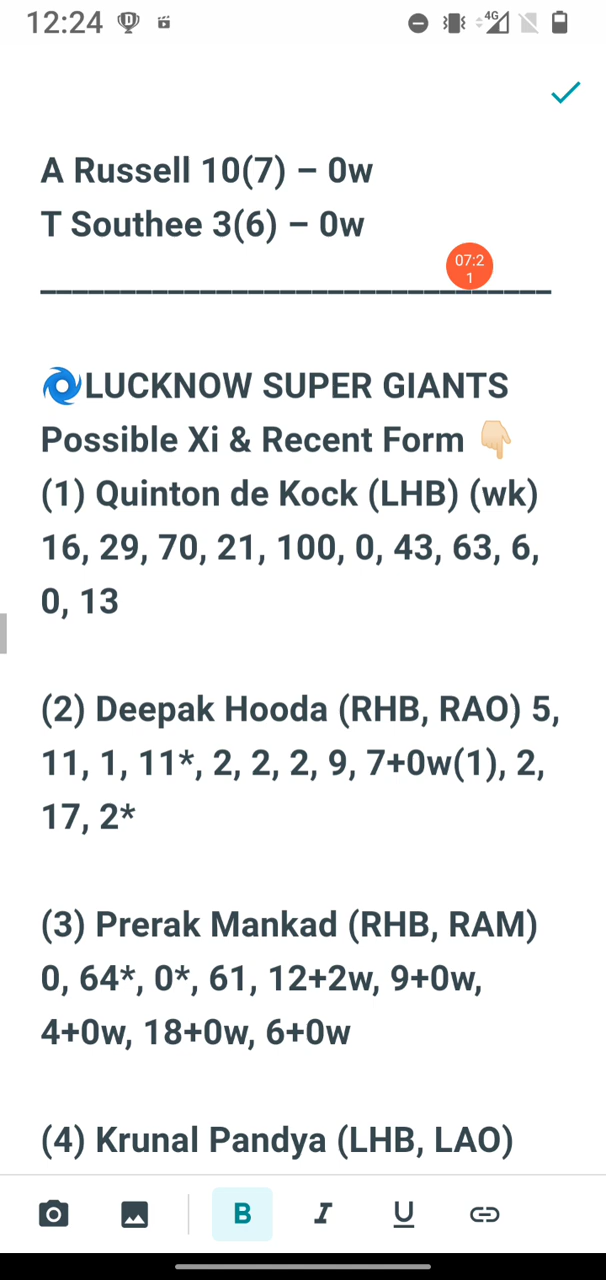 12:24
4G
A Russell 10(7) – 0w
T Southee 3(6) – 0w
07:2
1
________________________________
🌀LUCKNOW SUPER GIANTS
Possible Xi & Recent Form 👇🏻
(1) Quinton de Kock (LHB) (wk)
16, 29, 70, 21, 100, 0, 43, 63, 6,
0, 13
(2) Deepak Hooda (RHB, RAO) 5,
11, 1, 11*, 2, 2, 2, 9, 7+0w(1), 2,
17, 2*
(3) Prerak Mankad (RHB, RAM)
0, 64*, 0*, 61, 12+2w, 9+0w,
4+0w, 18+0w, 6+0w
(4) Krunal Pandya (LHB, LAO)
B I U